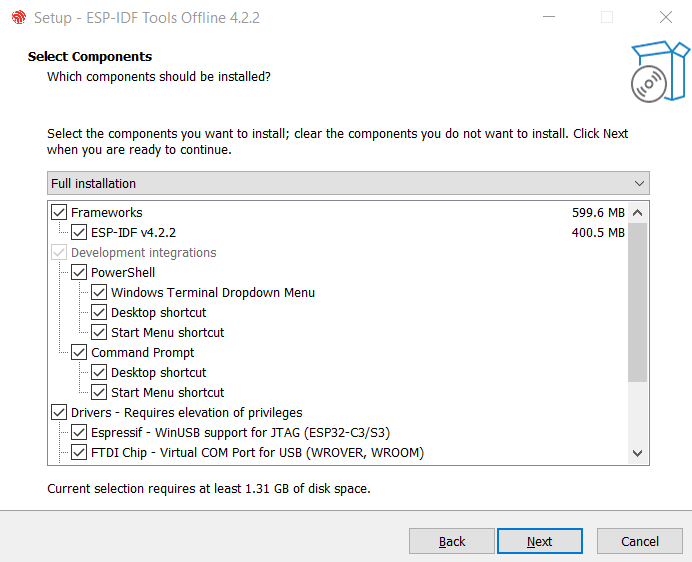 Setup - ESP-IDF Tools Offline 4.2.2
Select Components
Which components should be installed?
Select the components you want to install; clear the components you do not want to install. Click Next
when you are ready to continue.
Full installation
Frameworks 599.6 MB
ESP-IDF v4.2.2 400.5 MB
Development integrations
PowerShell
Windows Terminal Dropdown Menu
Desktop shortcut
Start Menu shortcut
Command Prompt
Desktop shortcut
Start Menu shortcut
Drivers - Requires elevation of privileges
Espressif - WinUSB support for JTAG (ESP32-C3/S3)
FTDI Chip - Virtual COM Port for USB (WROVER, WROOM)
Current selection requires at least 1.31 GB of disk space.
Back Next Cancel